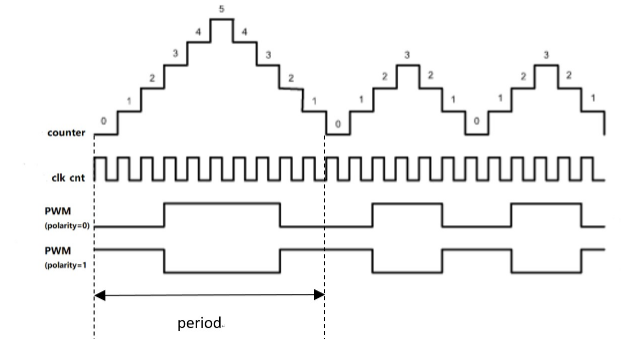 5
4 4
3 3 3 3
2 2 2 2 2 2
1 1 1 1 1 1
0 0 0
counter
clk cnt
PWM
(polarity=0)
PWM
(polarity=1
period